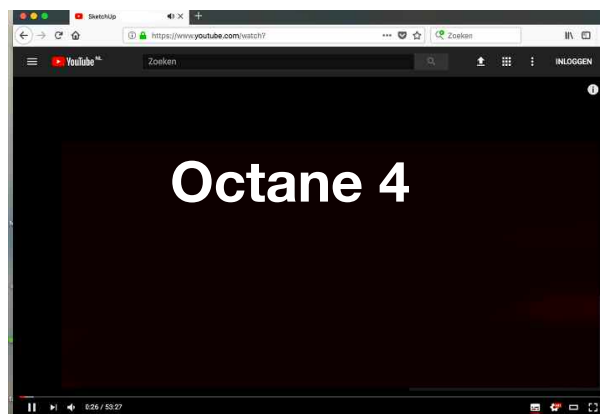 SketchUp
https://www.youtube.com/watch?
Zoeken
YouTube NL
Zoeken
INLOGGEN
Octane 4
0:26 / 53:27